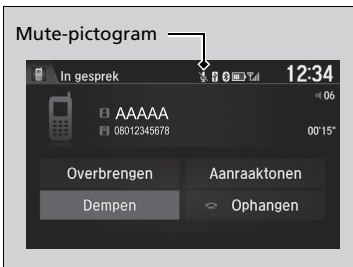 Mute-pictogram
In gesprek 12:34
06
AAAAA
08012345678 00'15"
Overbrengen Aanraaktonen
Dempen Ophangen